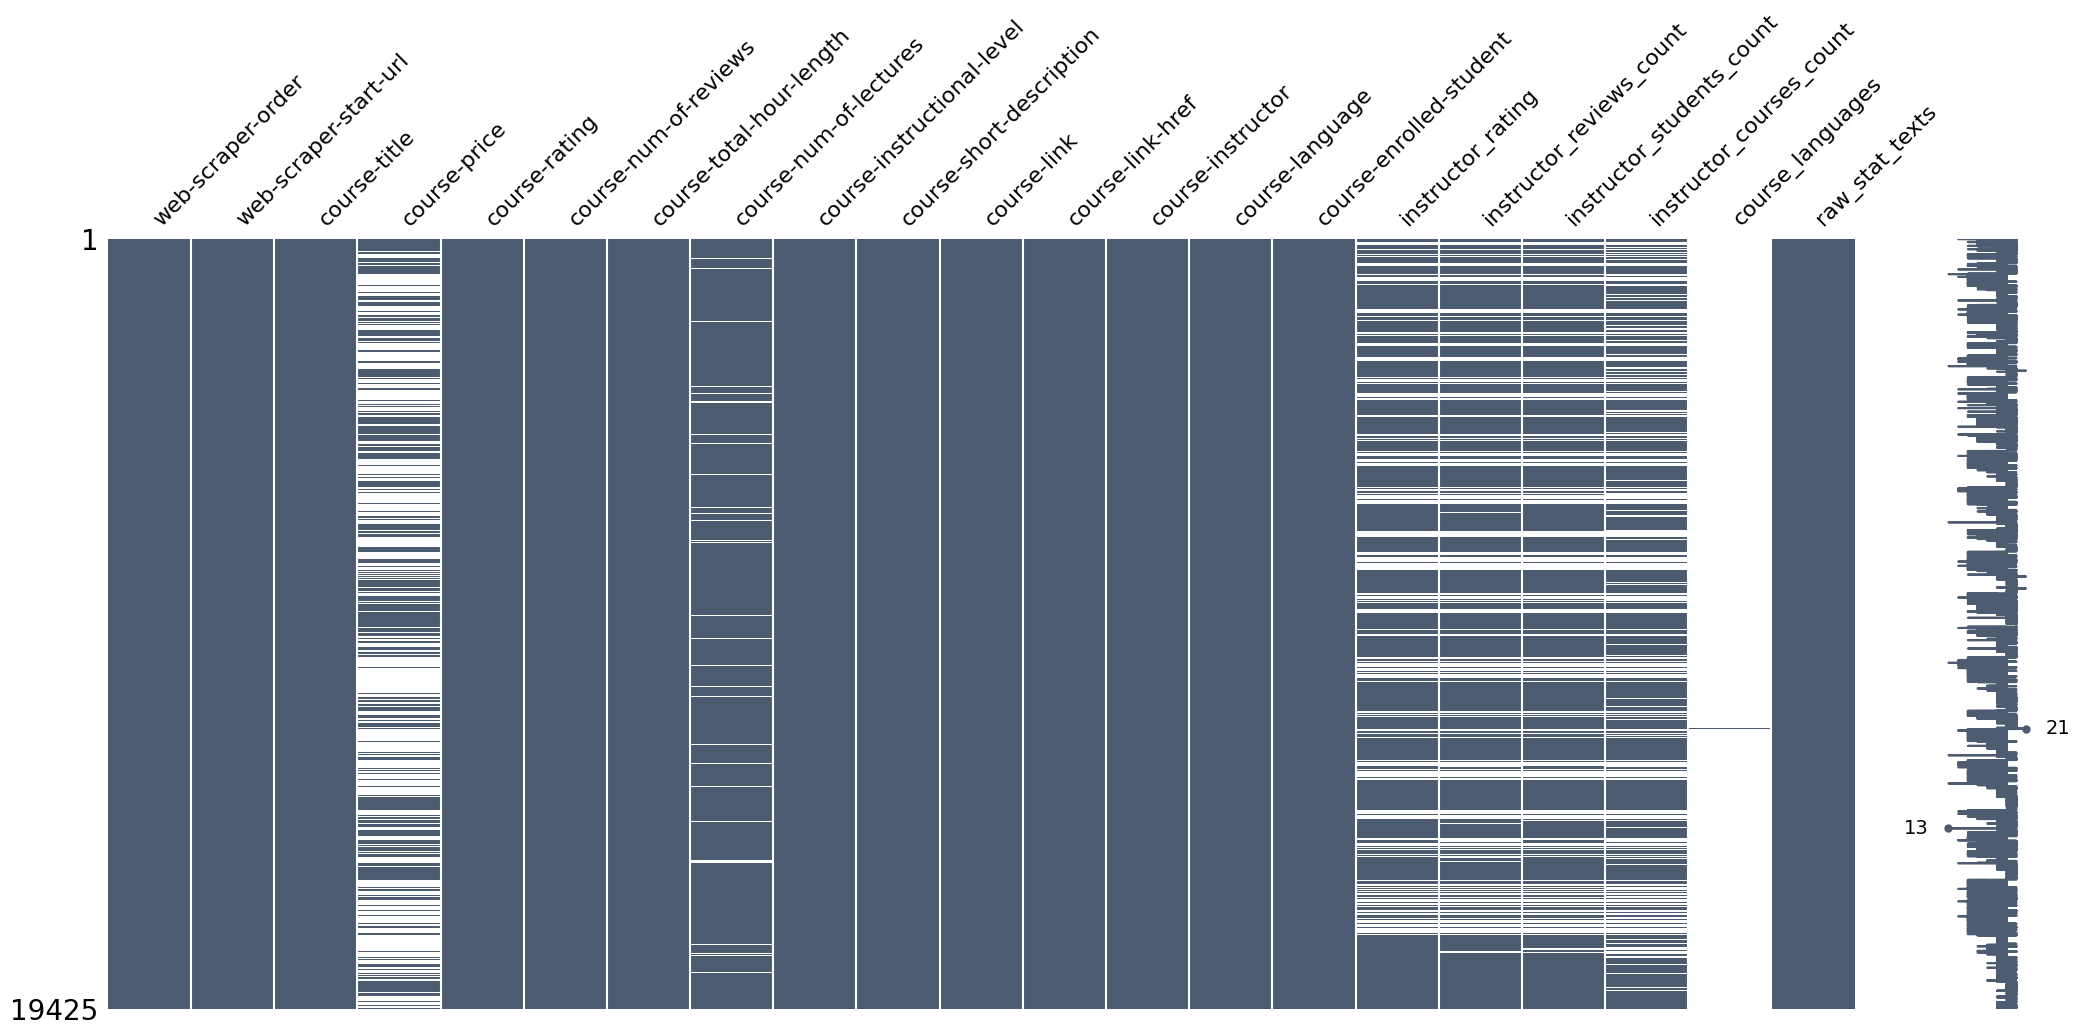 web-scraper-order
web-scraper-start-url
course-title
course-price
course-rating
course-num-of-reviews
course-total-hour-length
course-num-of-lectures
course-instructional-level
course-short-description
course-link
course-link-href
course-instructor
course-language
course-enrolled-student
instructor_rating
instructor_reviews_count
instructor_students_count
instructor_courses_count
course_languages
raw_stat_texts
1
21
13
19425